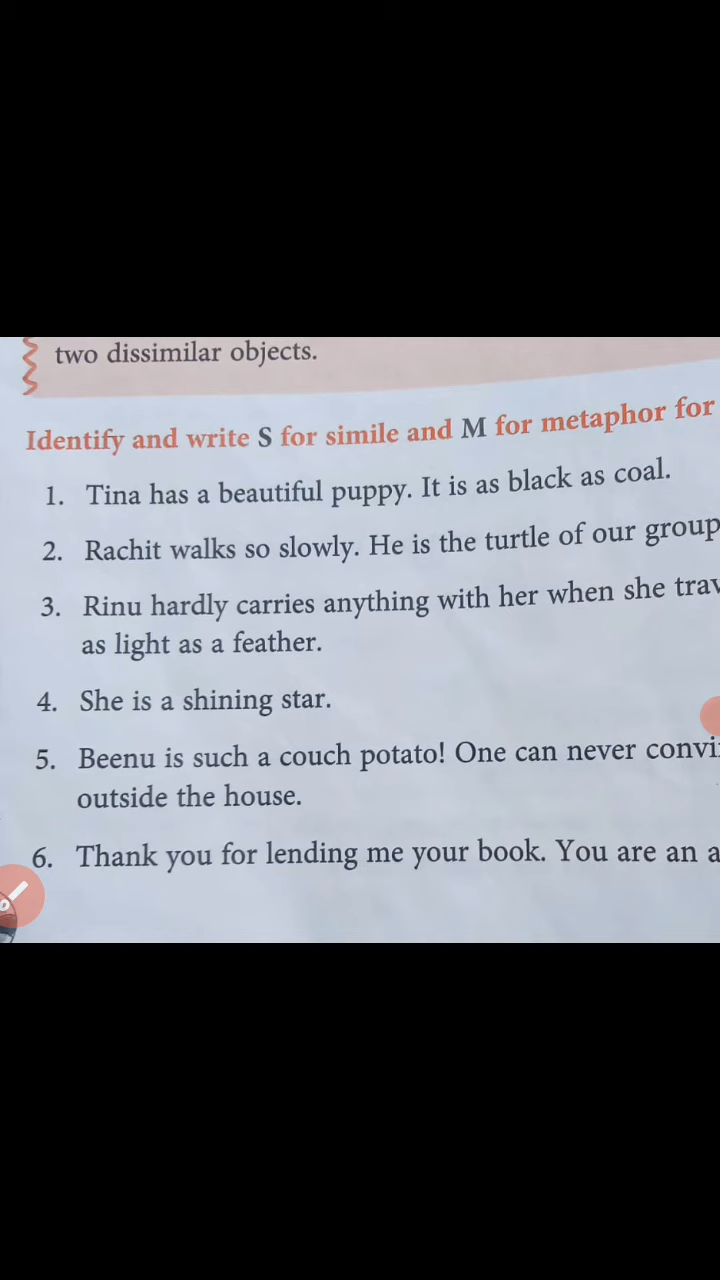 two dissimilar objects.
Identify and write S for simile and M for metaphor for
1. Tina has a beautiful puppy. It is as black as coal.
2. Rachit walks so slowly. He is the turtle of our group
3. Rinu hardly carries anything with her when she
as light as a feather.
4. She is a shining star.
5. Beenu is such a couch potato! One can never
outside the house.
6. Thank you for lending me your book. You are an